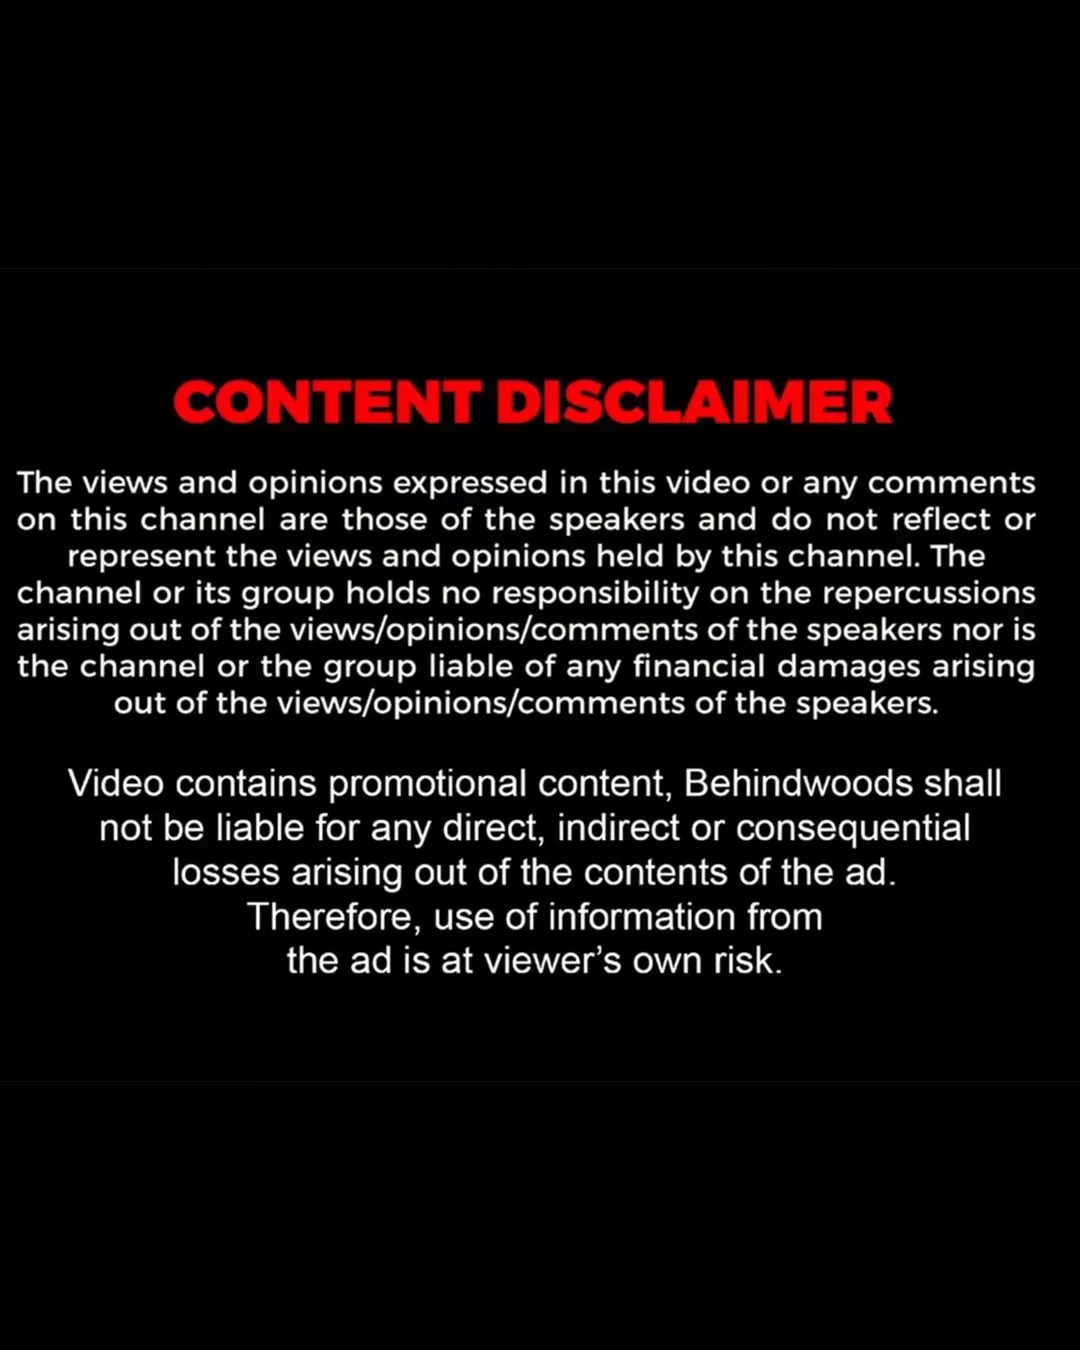 CONTENT DISCLAIMER
The views and opinions expressed in this video or any comments
on this channel are those of the speakers and do not reflect or
represent the views and opinions held by this channel. The
channel or its group holds no responsibility on the repercussions
arising out of the views/opinions/comments of the speakers nor is
the channel or the group liable of any financial damages arising
out of the views/opinions/comments of the speakers.
Video contains promotional content, Behindwoods shall
not be liable for any direct, indirect or consequential
losses arising out of the contents of the ad.
Therefore, use of information from
the ad is at viewer’s own risk.